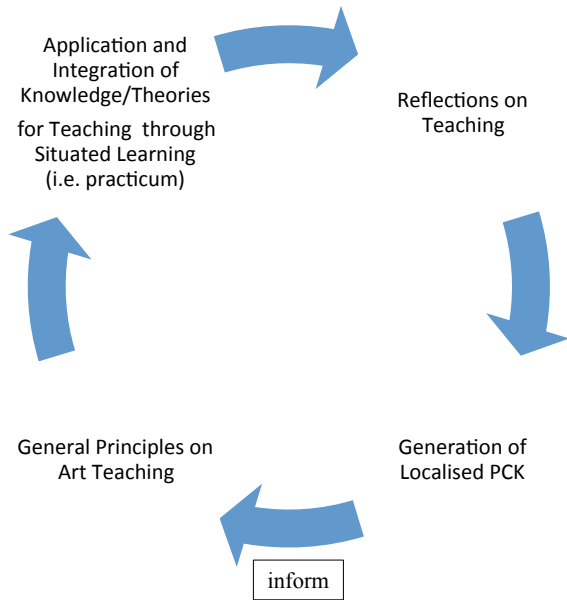 Application and
Integration of
Knowledge/Theories
for Teaching through
Situated Learning
(i.e. practicum)
Reflections on
Teaching
Generation of
Localised PCK
General Principles on
Art Teaching
inform